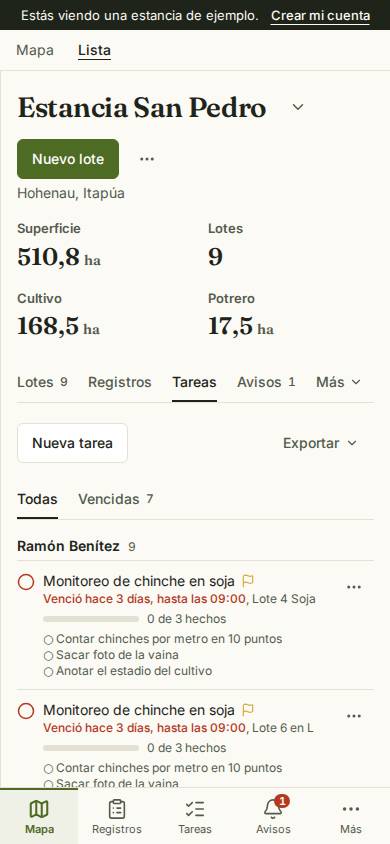 Estás viendo una estancia de ejemplo. Crear mi cuenta
Mapa Lista
Estancia San Pedro
Nuevo lote
Hohenau, Itapúa
Superficie Lotes
510,8 ha 9
Cultivo Potrero
168,5 ha 17,5 ha
Lotes 9 Registros Tareas Avisos 1 Más
Nueva tarea Exportar
Todas Vencidas 7
Ramón Benítez 9
Monitoreo de chinche en soja
Venció hace 3 días, hasta las 09:00, Lote 4 Soja
0 de 3 hechos
Contar chinches por metro en 10 puntos
Sacar foto de la vaina
Anotar el estadio del cultivo
Monitoreo de chinche en soja
Venció hace 3 días, hasta las 09:00, Lote 6 en L
0 de 3 hechos
Contar chinches por metro en 10 puntos
Sacar foto de la vaina
1
Mapa Registros Tareas Avisos Más